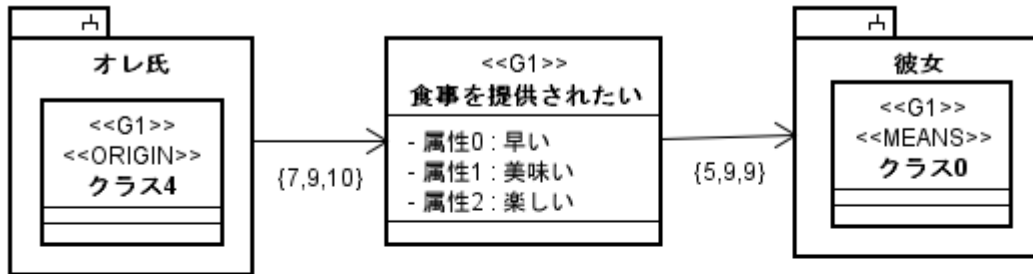 オレ氏
<<G1>>
<<ORIGIN>>
クラス4
{7,9,10}
<<G1>>
食事を提供されたい
- 属性0 : 早い
- 属性1 : 美味い
- 属性2 : 楽しい
{5,9,9}
彼女
<<G1>>
<<MEANS>>
クラス0